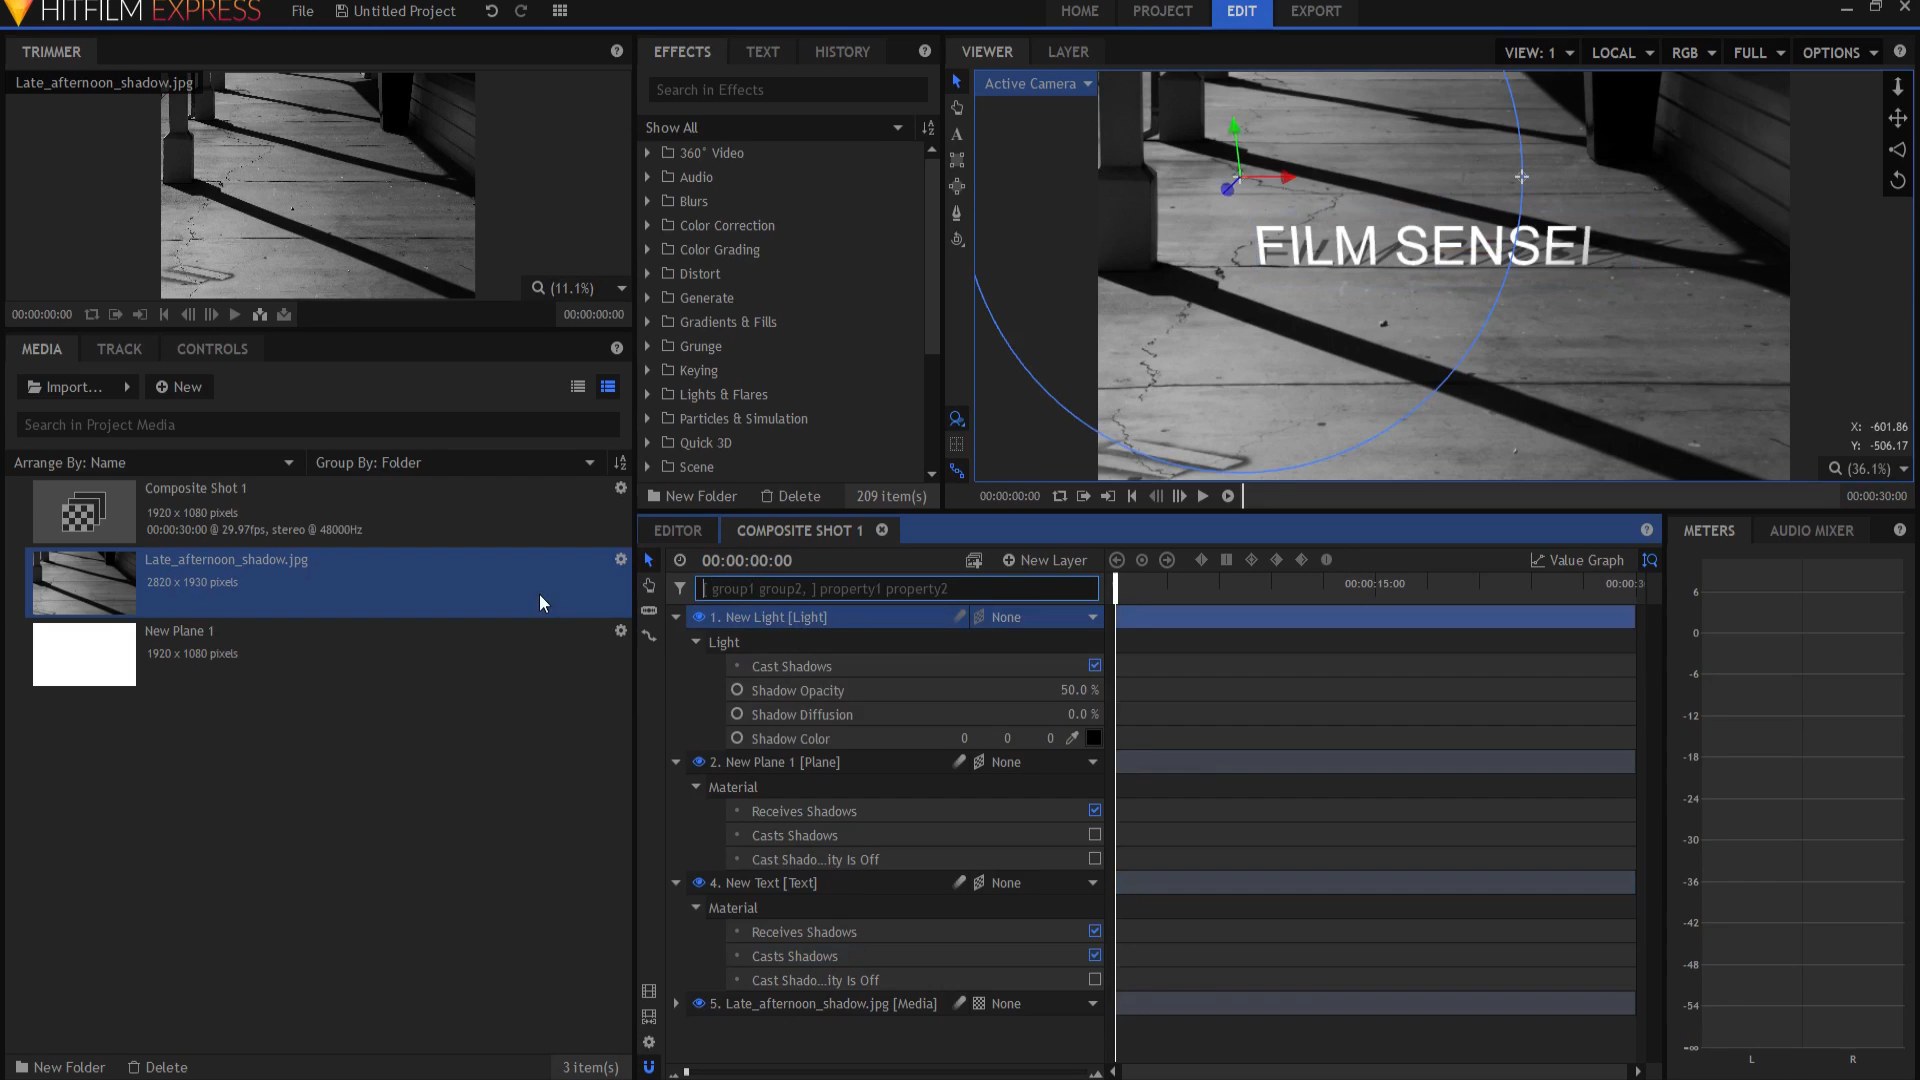 HITFILM EXPRESS
File
Untitled Project
HOME
PROJECT
EDIT
EXPORT
TRIMMER
Late_afternoon_shadow.jpg
(11.1%)
00:00:00:00
00:00:00:00
MEDIA
TRACK
CONTROLS
Import...
New
Search in Project Media
Arrange By: Name
Group By: Folder
Composite Shot 1
1920 x 1080 pixels
00:00:30:00 @ 29.97fps, stereo @ 48000Hz
Late_afternoon_shadow.jpg
2820 x 1930 pixels
New Plane 1
1920 x 1080 pixels
New Folder
Delete
3 item(s)
EFFECTS
TEXT
HISTORY
Search in Effects
Show All
360° Video
Audio
Blurs
Color Correction
Color Grading
Distort
Generate
Gradients & Fills
Grunge
Keying
Lights & Flares
Particles & Simulation
Quick 3D
Scene
New Folder
Delete
209 item(s)
VIEWER
LAYER
VIEW: 1
LOCAL
RGB
FULL
OPTIONS
Active Camera
FILM SENSEI
X: -601.86
Y: -506.17
(36.1%)
00:00:00:00
00:00:30:00
EDITOR
COMPOSITE SHOT 1
00:00:00:00
New Layer
Value Graph
[ group1 group2, ] property1 property2
00:00:15:00
00:00:3
1. New Light [Light]
None
Light
Cast Shadows
Shadow Opacity
50.0 %
Shadow Diffusion
0.0 %
Shadow Color
0 0 0
2. New Plane 1 [Plane]
None
Material
Receives Shadows
Casts Shadows
Cast Shado...ity Is Off
4. New Text [Text]
None
Material
Receives Shadows
Casts Shadows
Cast Shado...ity Is Off
5. Late_afternoon_shadow.jpg [Media]
None
METERS
AUDIO MIXER
6
0
-6
-12
-18
-24
-30
-36
-42
-48
-54
-∞
L
R